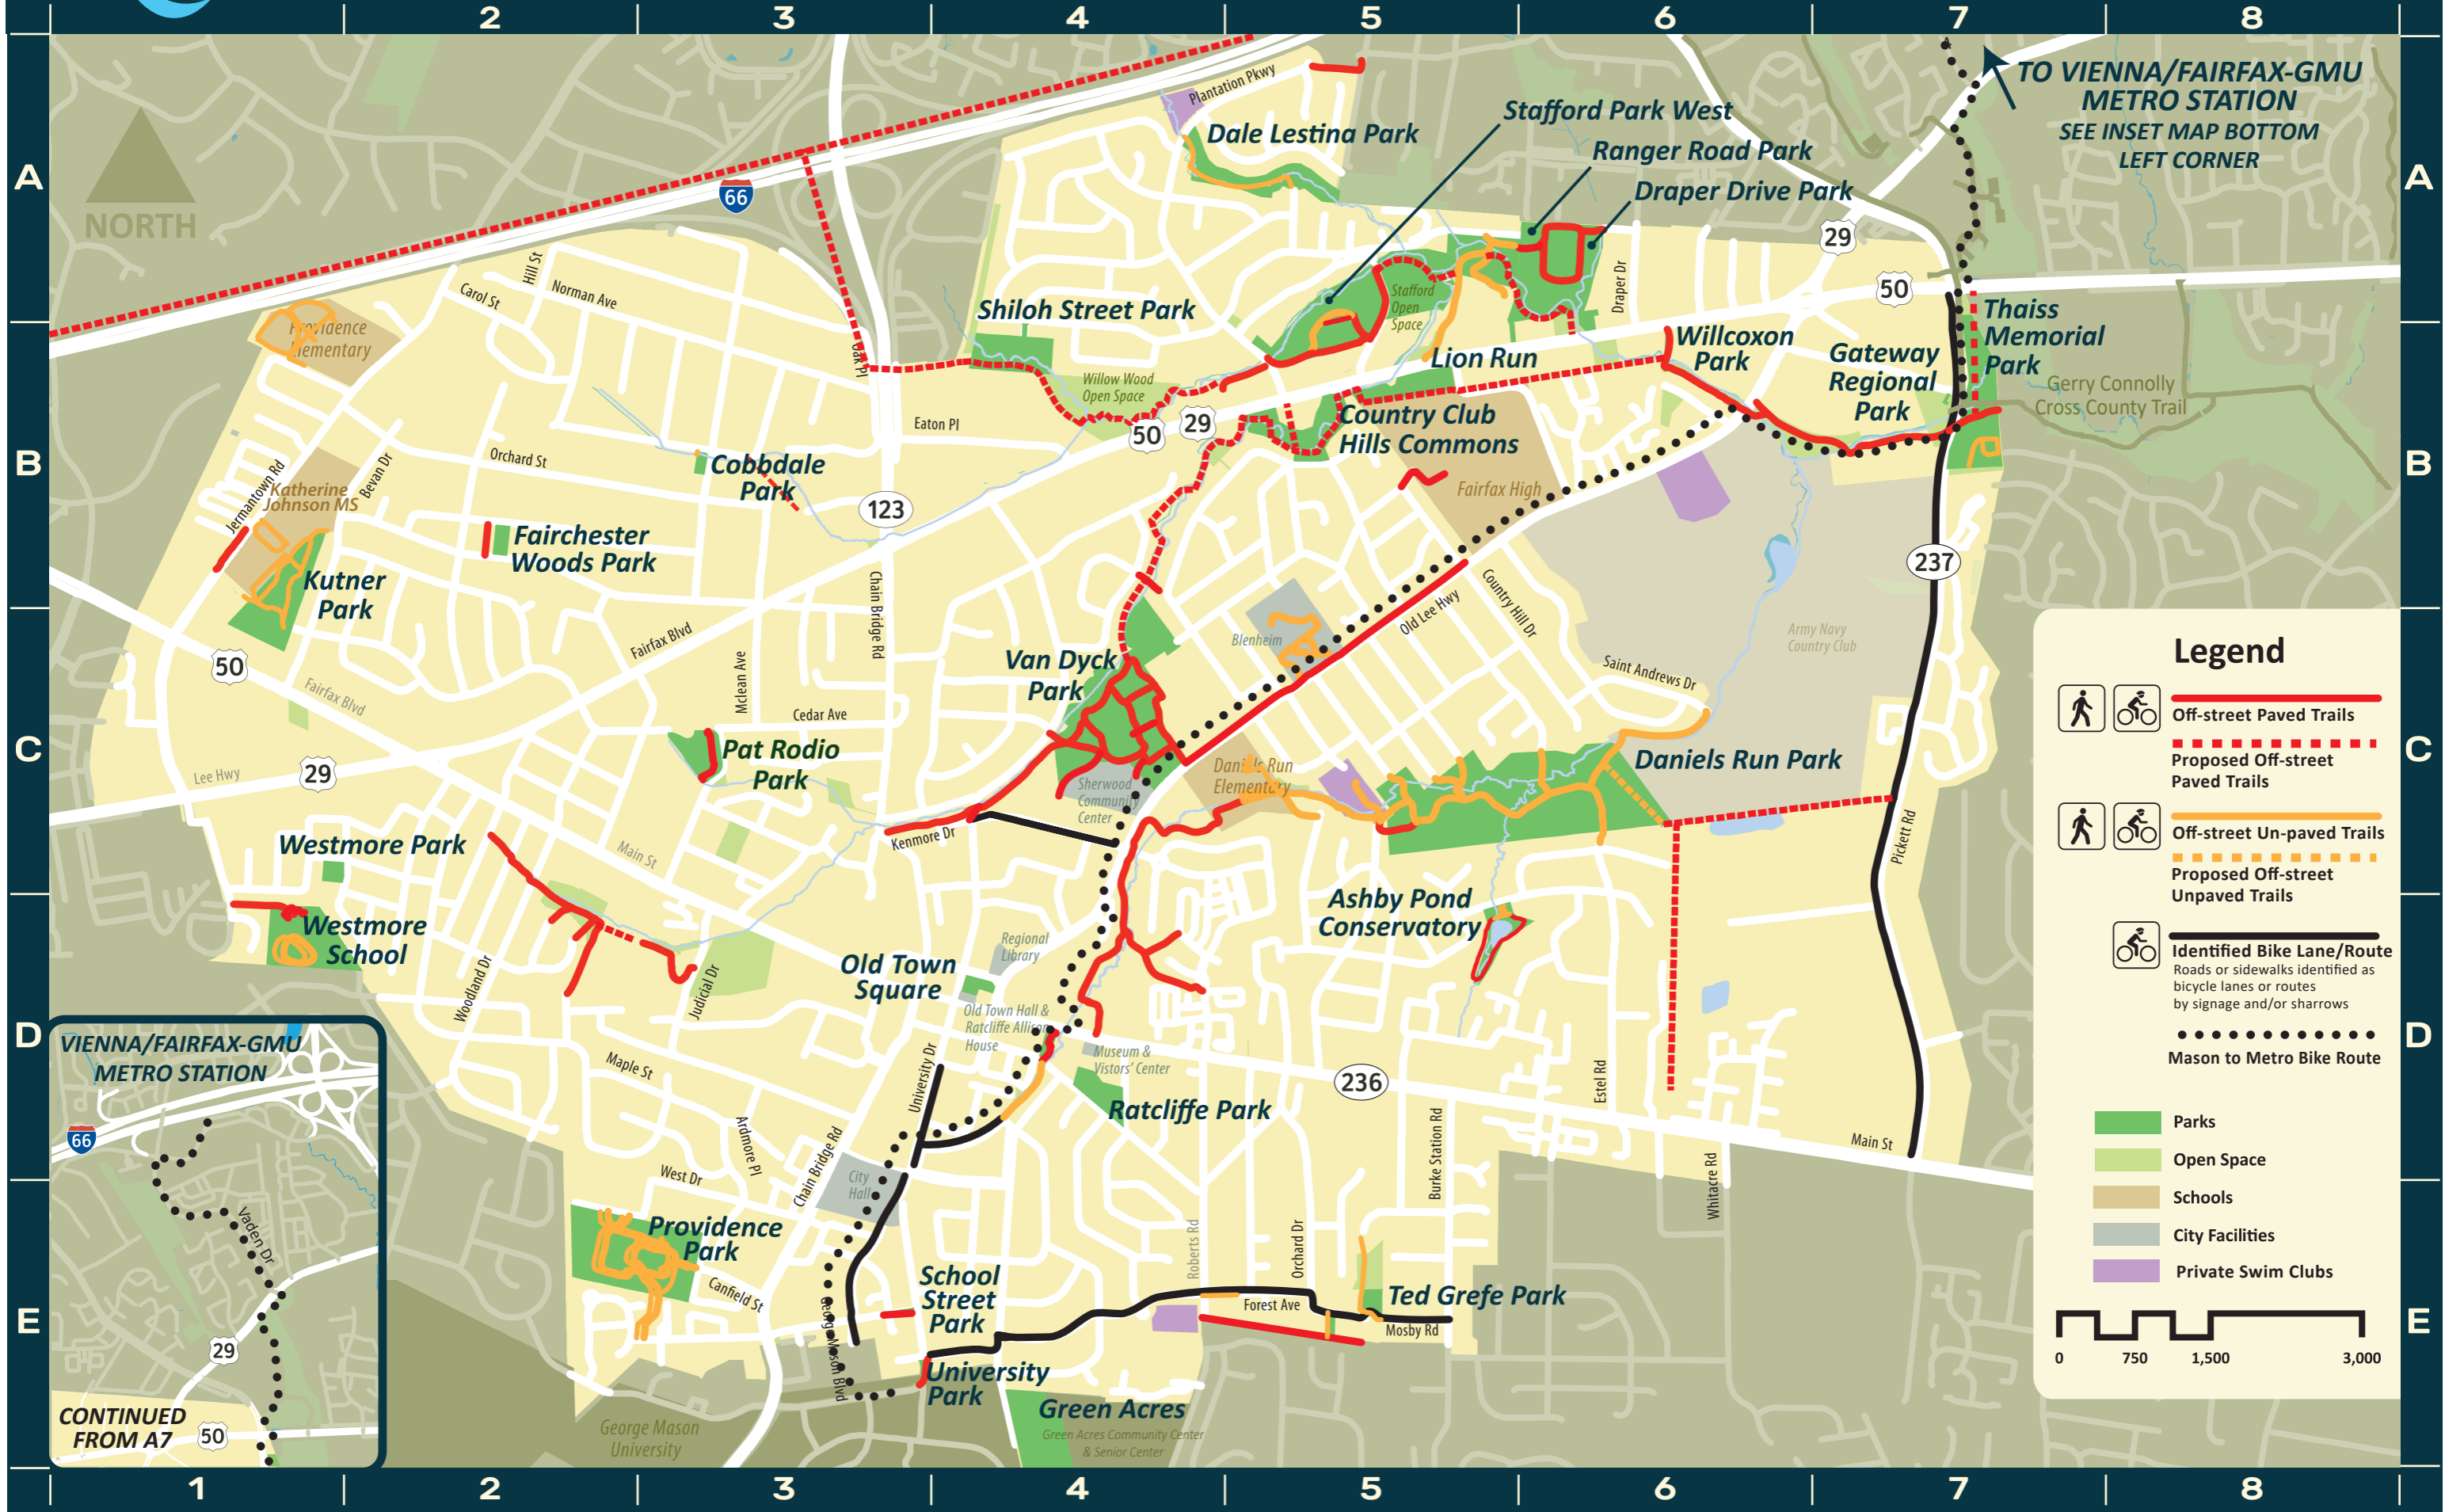 2
3
4
5
6
7
8
A
A
TO VIENNA/FAIRFAX-GMU
METRO STATION
SEE INSET MAP BOTTOM
LEFT CORNER
NORTH
66
Plantation Pkwy
Dale Lestina Park
Stafford Park West
Ranger Road Park
Draper Drive Park
29
50
Hill St
Carol St
Norman Ave
Shiloh Street Park
Stafford
Open
Space
Draper Dr
Thaiss
Memorial
Park
Providence
Elementary
Oak Pl
Willow Wood
Open Space
Lion Run
Willcoxon
Park
Gateway
Regional
Park
Gerry Connolly
Cross County Trail
B
B
Eaton Pl
50
29
Country Club
Hills Commons
Orchard St
Bevan Dr
Jermantown Rd
Katherine
Johnson MS
Cobbdale
Park
123
Fairfax High
Fairchester
Woods Park
Kutner
Park
237
Chain Bridge Rd
Country Hill Dr
Old Lee Hwy
Blenheim
Army Navy
Country Club
50
Fairfax Blvd
Fairfax Blvd
Mclean Ave
Van Dyck
Park
Saint Andrews Dr
Cedar Ave
C
C
29
Lee Hwy
Pat Rodio
Park
Daniels Run
Elementary
Daniels Run Park
Sherwood
Community
Center
Kenmore Dr
Main St
Pickett Rd
Westmore Park
Westmore
School
Ashby Pond
Conservatory
Regional
Library
Old Town
Square
Woodland Dr
Judicial Dr
Old Town Hall &
Ratcliffe Allison
House
Museum &
Vistors' Center
D
D
University Dr
Maple St
236
Estel Rd
Ratcliffe Park
Ardmore Pl
Burke Station Rd
Main St
Whitacre Rd
West Dr
Chain Bridge Rd
City
Hall
Roberts Rd
Orchard Dr
Providence
Park
Canfield St
George Mason Blvd
School
Street
Park
Forest Ave
Ted Grefe Park
Mosby Rd
E
E
University
Park
Green Acres
Green Acres Community Center
& Senior Center
George Mason
University
VIENNA/FAIRFAX-GMU
METRO STATION
66
Vaden Dr
29
CONTINUED
FROM A7
50
Legend
Off-street Paved Trails
Proposed Off-street
Paved Trails
Off-street Un-paved Trails
Proposed Off-street
Unpaved Trails
Identified Bike Lane/Route
Roads or sidewalks identified as
bicycle lanes or routes
by signage and/or sharrows
Mason to Metro Bike Route
Parks
Open Space
Schools
City Facilities
Private Swim Clubs
0
750
1,500
3,000
1
2
3
4
5
6
7
8